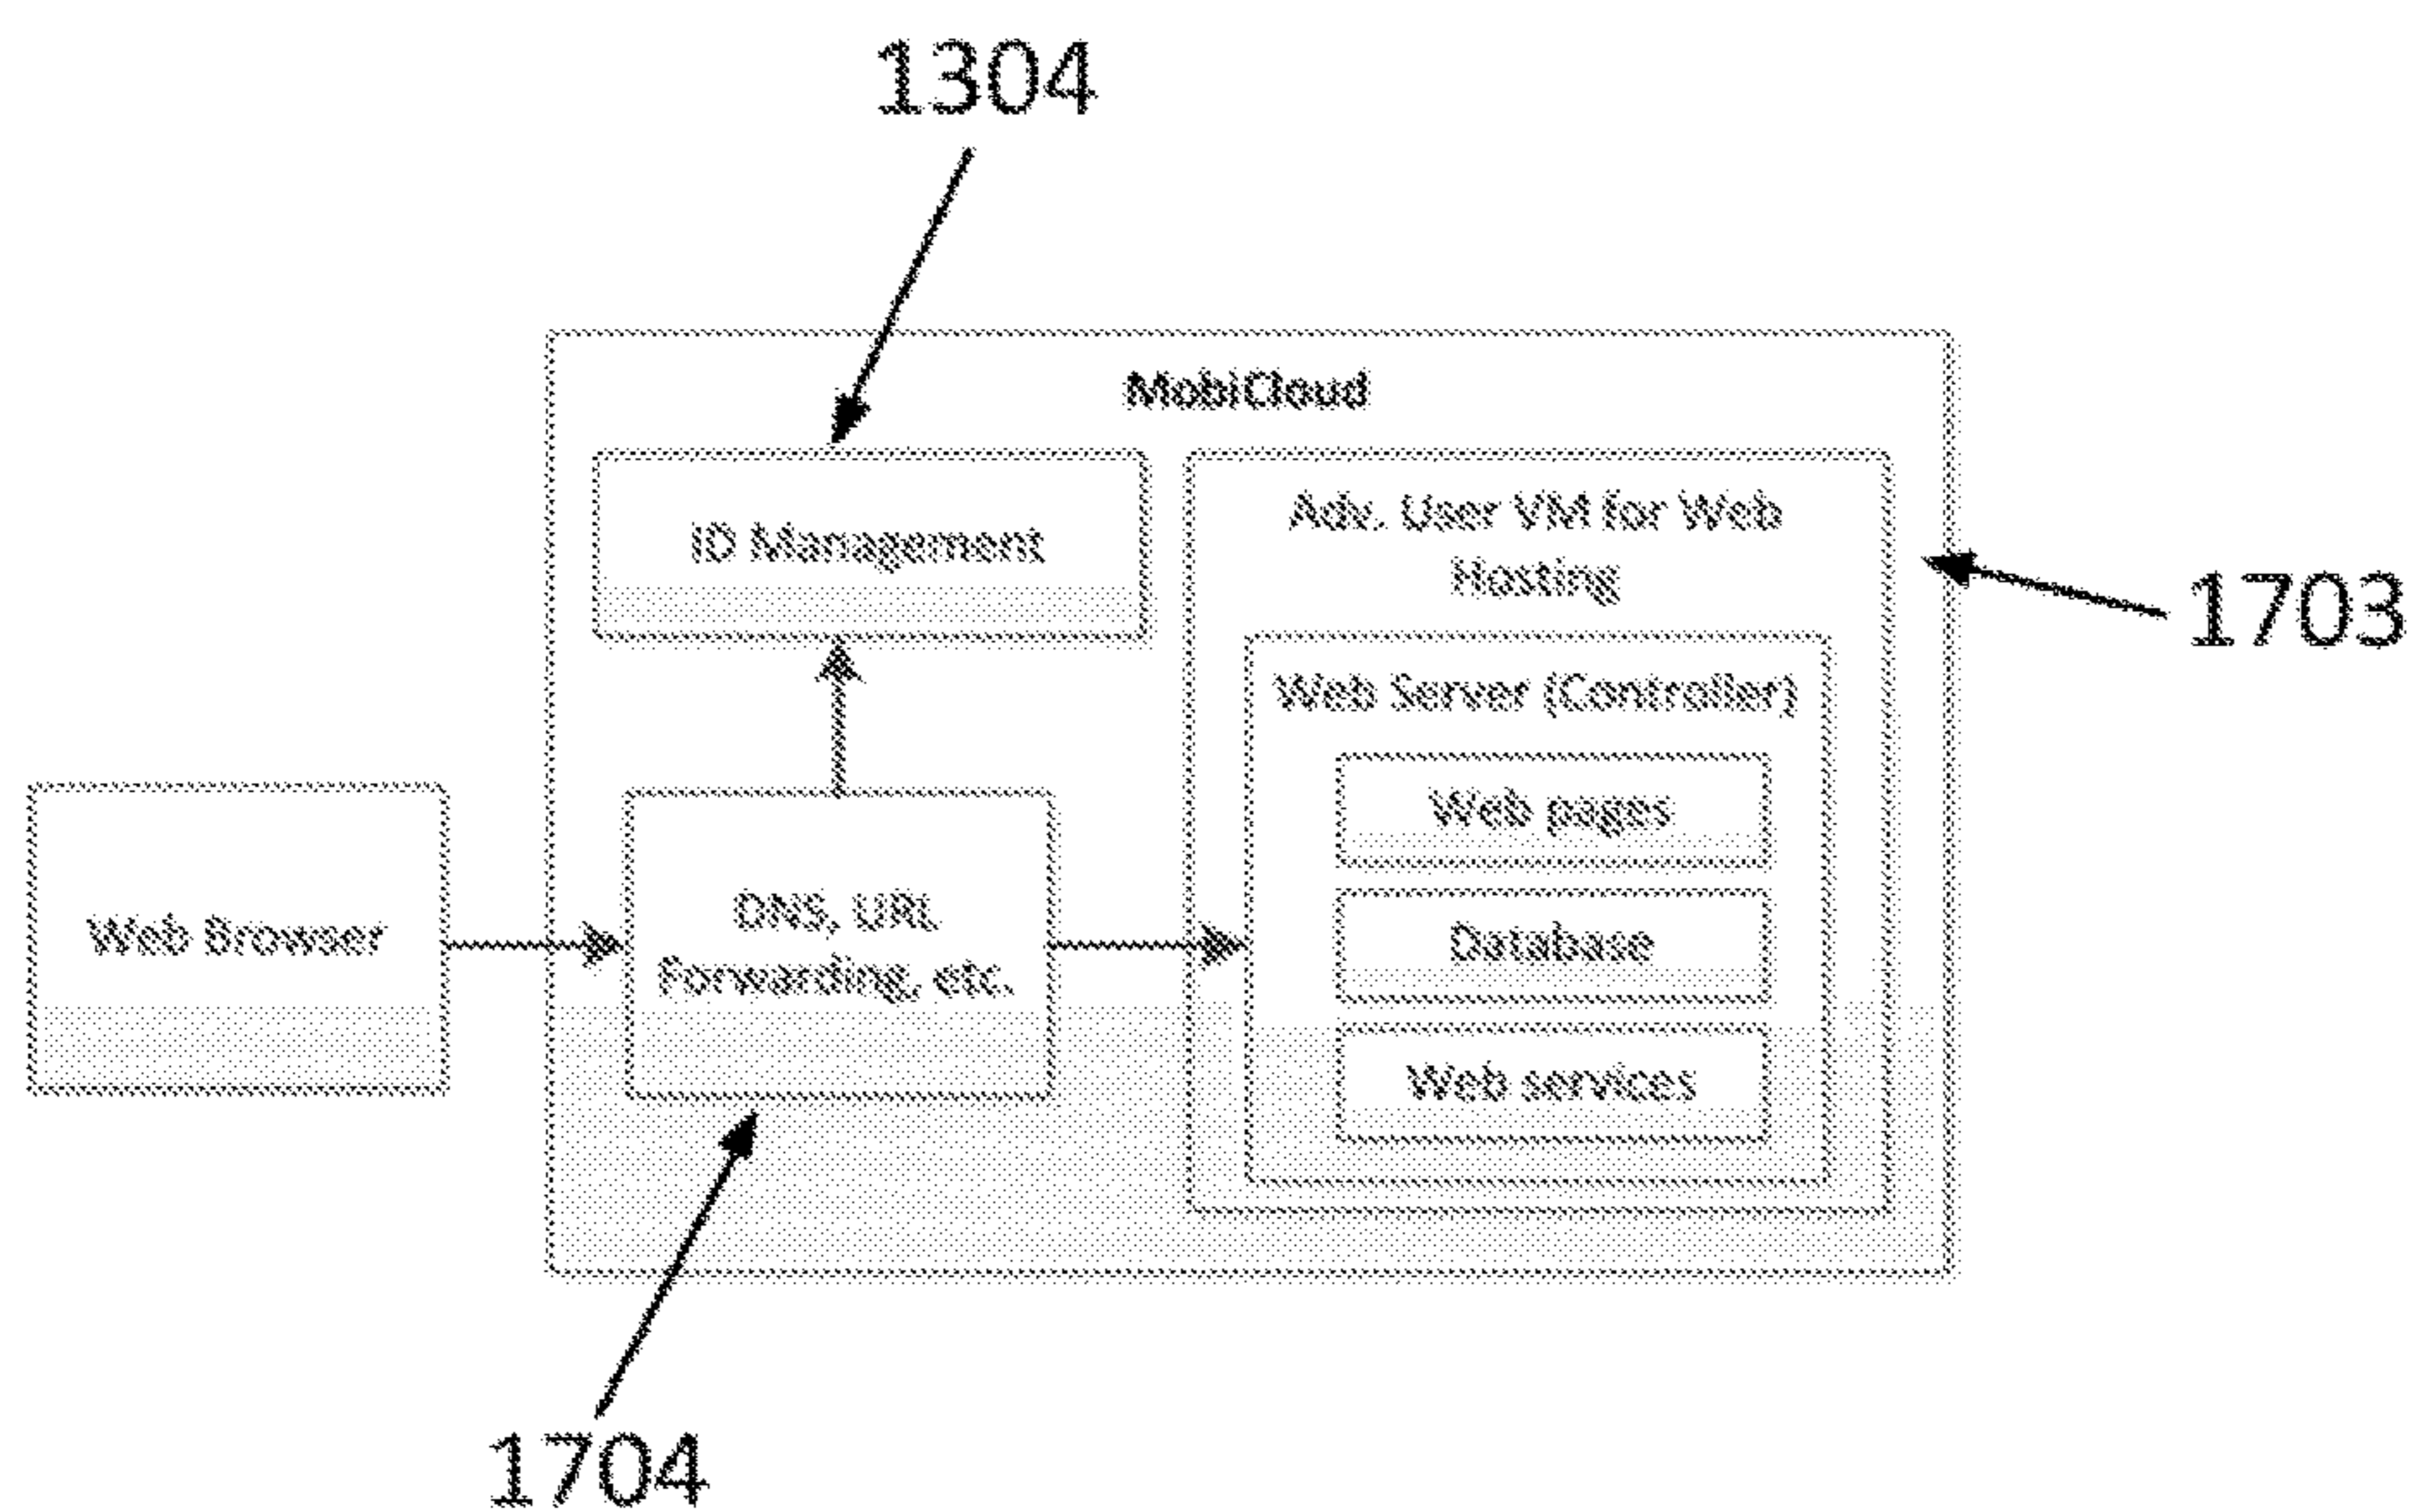 1304
MobiCloud
ID Management
Adv. User VM for Web
Hosting
1703
Web Server (Controller)
Web pages
Web Browser
DNS, URL
Forwarding, etc.
Database
Web services
1704